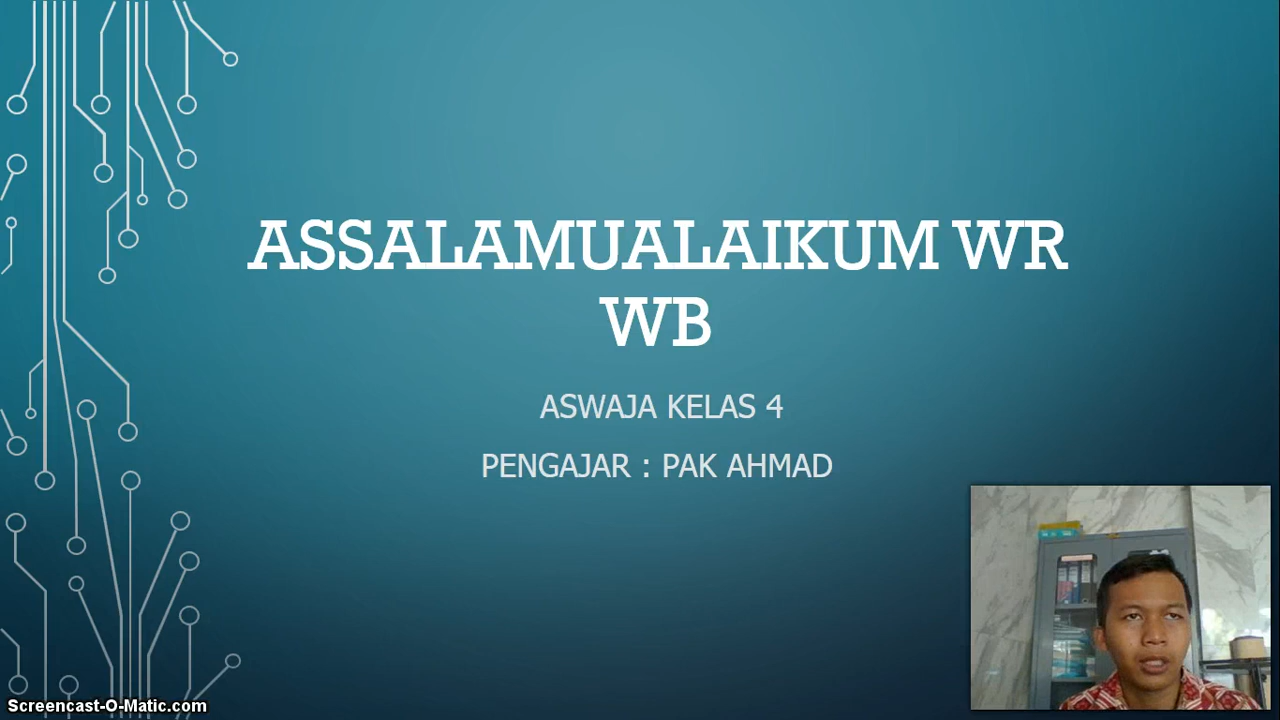 ASSALAMUALAIKUM WR
WB
ASWAJA KELAS 4
PENGAJAR : PAK AHMAD
Screencast-O-Matic.com